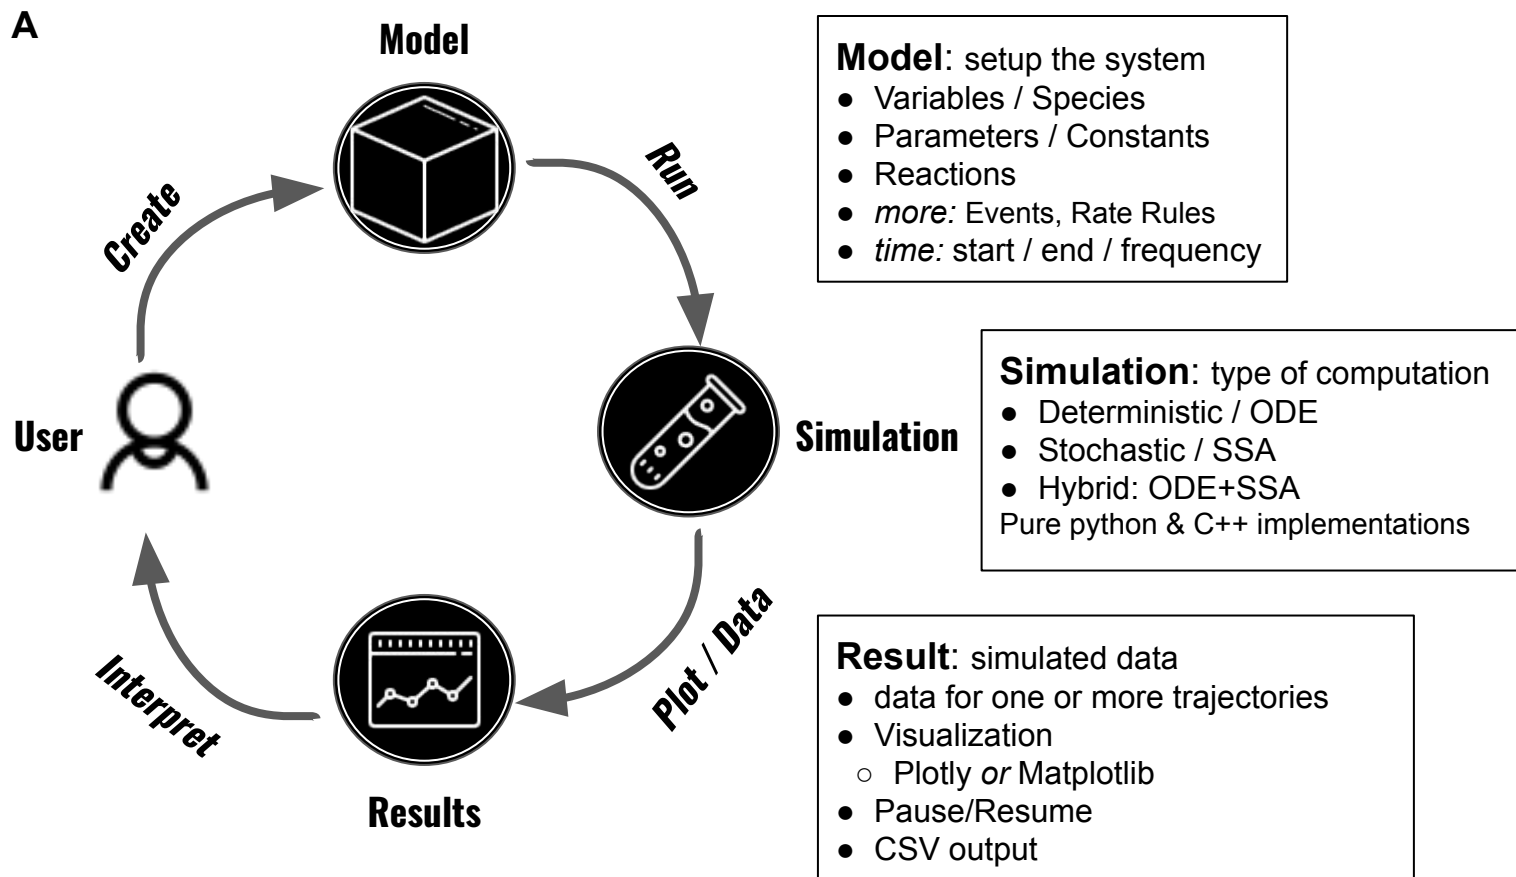 A
Model
Create
Run
User
Simulation
Interpret
Plot / Data
Results
Model: setup the system
● Variables / Species
● Parameters / Constants
● Reactions
● more: Events, Rate Rules
● time: start / end / frequency
Simulation: type of computation
● Deterministic / ODE
● Stochastic / SSA
● Hybrid: ODE+SSA
Pure python & C++ implementations
Result: simulated data
● data for one or more trajectories
● Visualization
○ Plotly or Matplotlib
● Pause/Resume
● CSV output